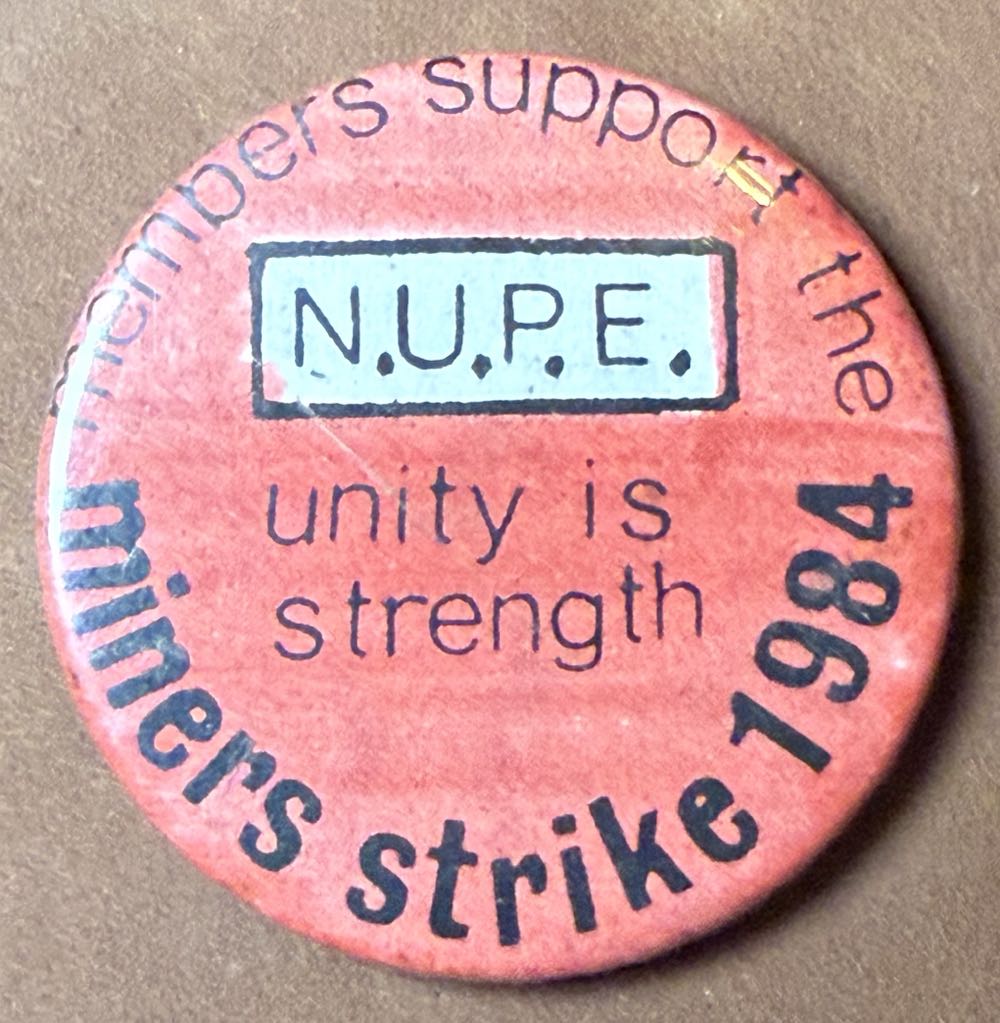 members support the
N.U.P.E.
unity is
strength
miners strike 1984